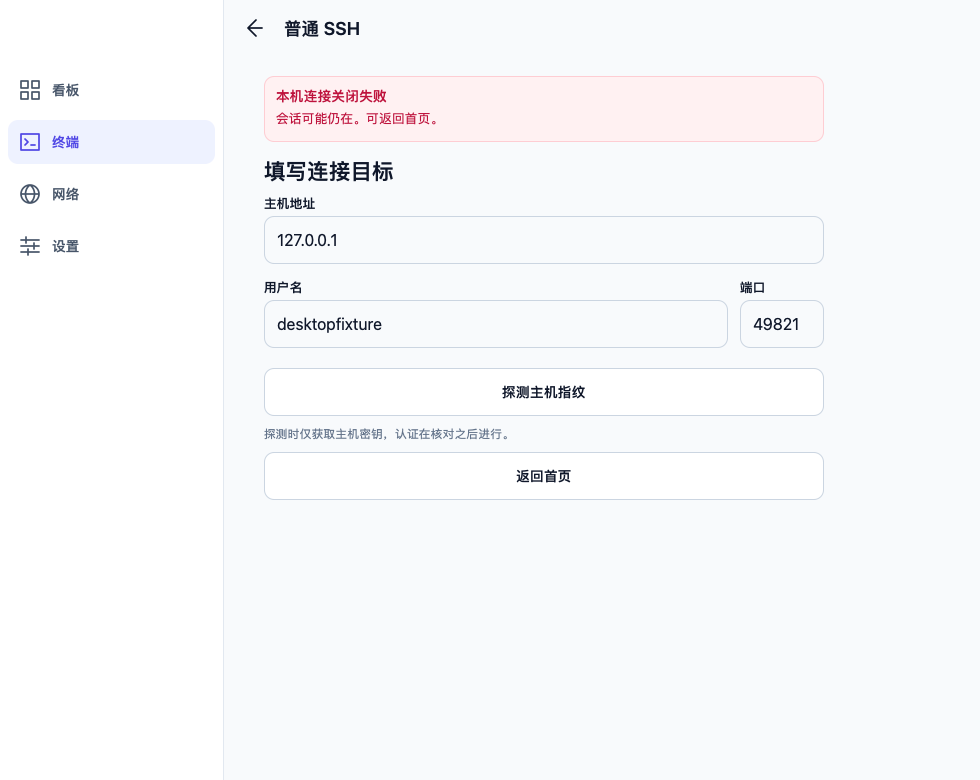 普通 SSH
看板
终端
网络
设置
本机连接关闭失败
会话可能仍在。可返回首页。
填写连接目标
主机地址
127.0.0.1
用户名
端口
desktopfixture
49821
探测主机指纹
探测时仅获取主机密钥，认证在核对之后进行。
返回首页